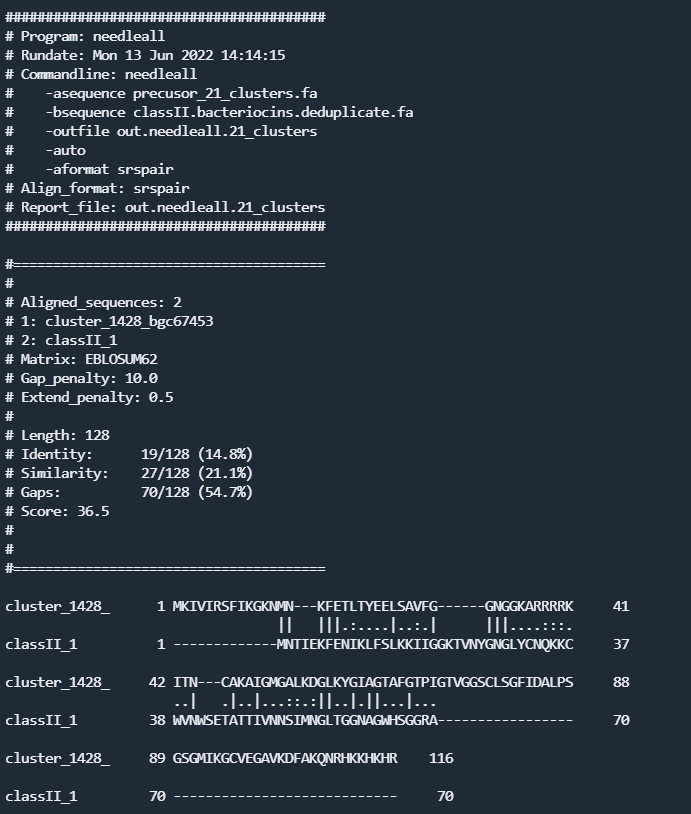 ########################################
# Program: needleall
# Rundate: Mon 13 Jun 2022 14:14:15
# Commandline: needleall
#    -asequence precusor_21_clusters.fa
#    -bsequence classII.bacteriocins.deduplicate.fa
#    -outfile out.needleall.21_clusters
#    -auto
#    -aformat srspair
# Align_format: srspair
# Report_file: out.needleall.21_clusters
########################################

#=======================================
#
# Aligned_sequences: 2
# 1: cluster_1428_bgc67453
# 2: classII_1
# Matrix: EBLOSUM62
# Gap_penalty: 10.0
# Extend_penalty: 0.5
#
# Length: 128
# Identity:      19/128 (14.8%)
# Similarity:    27/128 (21.1%)
# Gaps:          70/128 (54.7%)
# Score: 36.5
#
#
#=======================================

cluster_1428_      1 MKIVIRSFIKGKNMN---KFETLTYEELSAVFG------GNGGKARRRRK     41
                                  ||   |||.:....|..:.|      |||....:::.
classII_1          1 -------------MNTIEKFENIKLFSLKKIIGGKTVNYGNGLYCNQKKC     37

cluster_1428_     42 ITN---CAKAIGMGALKDGLKYGIAGTAFGTPIGTVGGSCLSGFIDALPS     88
                     ..|   .|..|...::.:||..|.||...|...
classII_1         38 WVNWSETATTIVNNSIMNGLTGGNAGWHSGGRA-----------------     70

cluster_1428_     89 GSGMIKGCVEGAVKDFAKQNRHKKHKHR    116

classII_1         70 ----------------------------     70